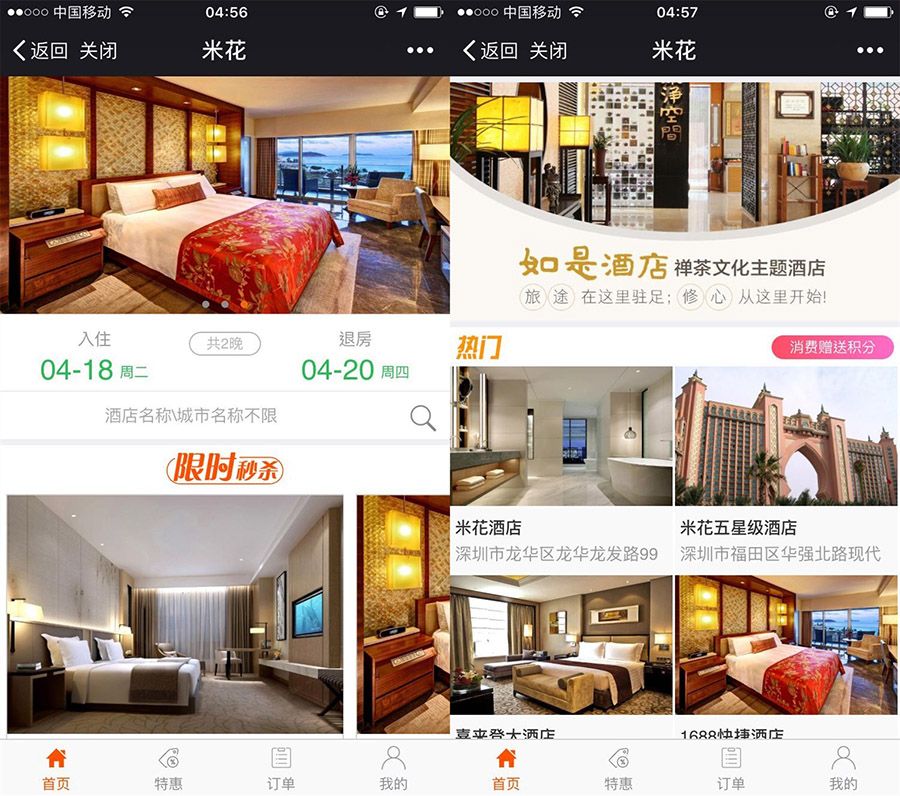 中国移动 04:56
返回 关闭 米花
入住 共2晚 退房
04-18 周二 04-20 周四
酒店名称\城市名称不限
限时秒杀
首页 特惠 订单 我的
中国移动 04:57
返回 关闭 米花
淨空間
如是酒店 禅茶文化主题酒店
旅途 在这里驻足; 修心 从这里开始!
热门 消费赠送积分
米花酒店 米花五星级酒店
深圳市龙华区龙华龙发路99 深圳市福田区华强北路现代
喜来登大酒店 1688快捷酒店
首页 特惠 订单 我的